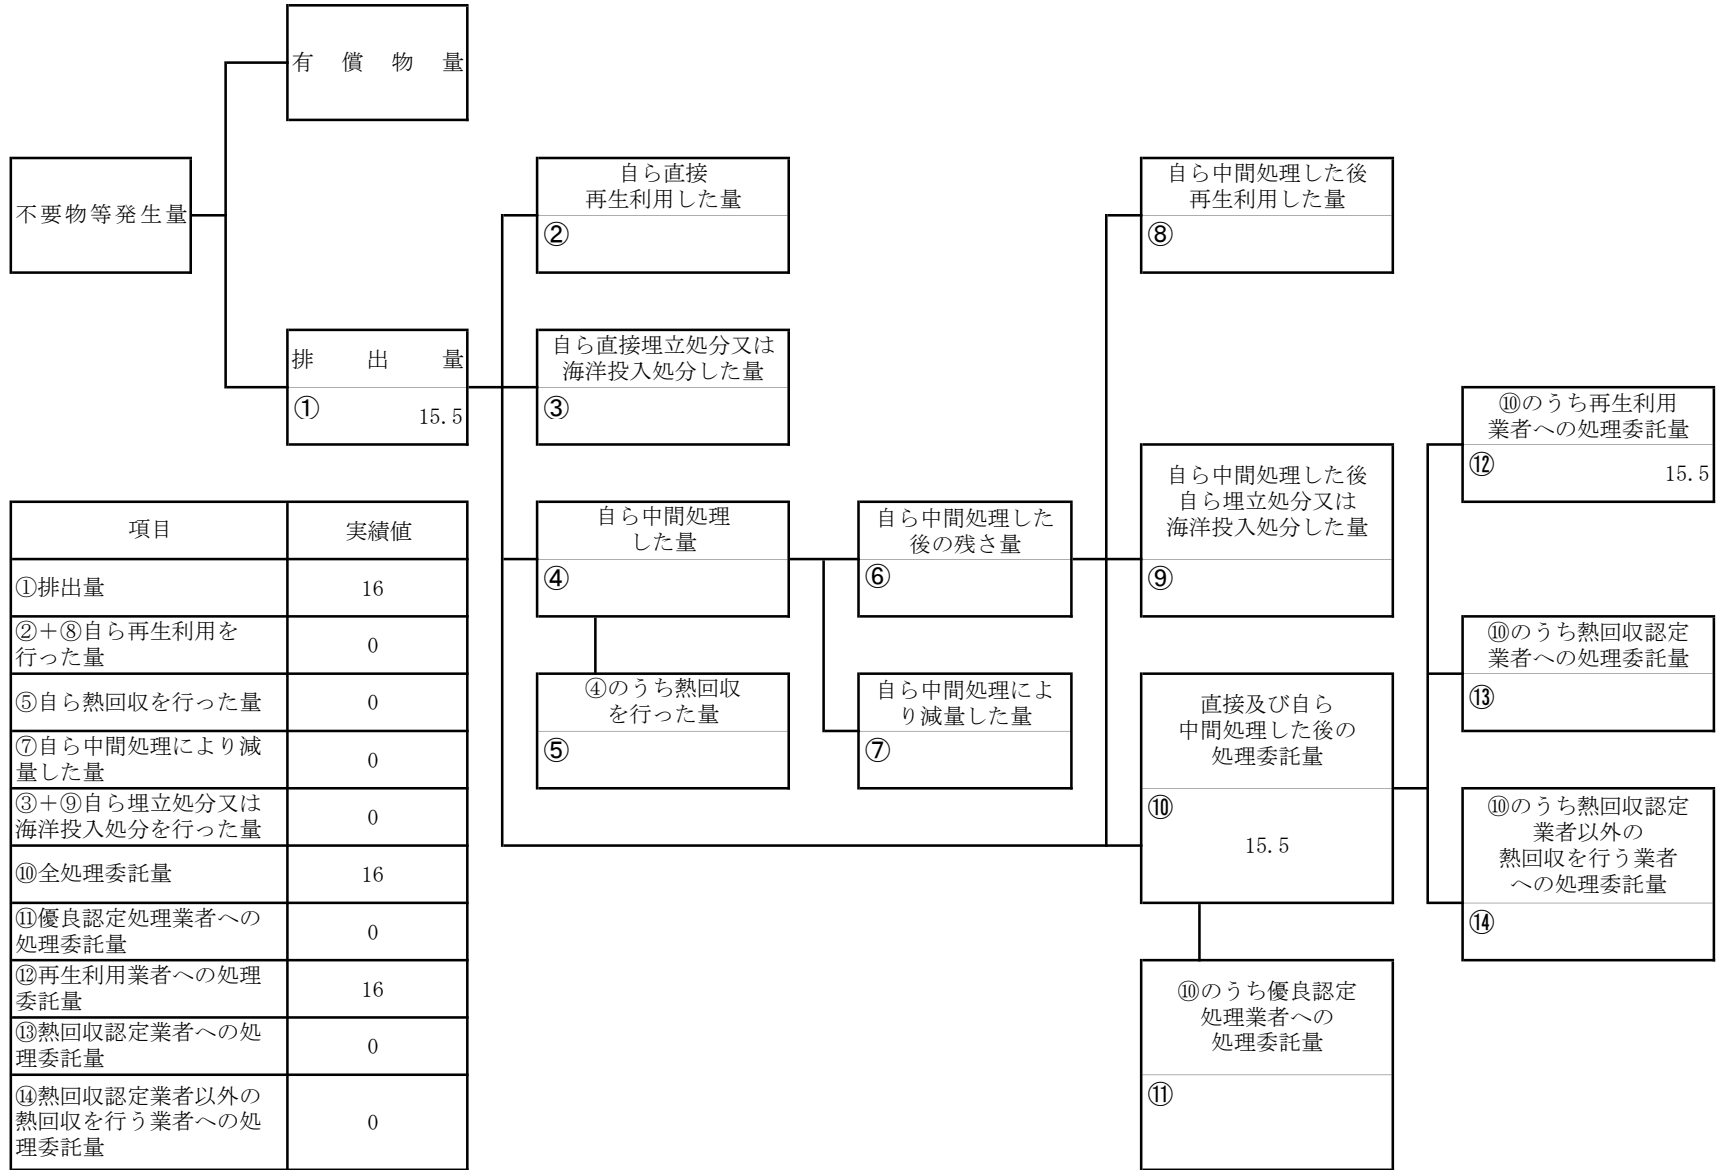 有償物量
不要物等発生量
排出量
① 15.5
自ら直接
再生利用した量
②
自ら直接埋立処分又は
海洋投入処分した量
③
自ら中間処理
した量
④
④のうち熱回収
を行った量
⑤
自ら中間処理した
後の残さ量
⑥
自ら中間処理によ
り減量した量
⑦
自ら中間処理した後
再生利用した量
⑧
自ら中間処理した後
自ら埋立処分又は
海洋投入処分した量
⑨
直接及び自ら
中間処理した後の
処理委託量
⑩
15.5
⑩のうち優良認定
処理業者への
処理委託量
⑪
⑩のうち再生利用
業者への処理委託量
⑫ 15.5
⑩のうち熱回収認定
業者への処理委託量
⑬
⑩のうち熱回収認定
業者以外の
熱回収を行う業者
への処理委託量
⑭
項目 実績値
①排出量 16
②＋⑧自ら再生利用を
行った量 0
⑤自ら熱回収を行った量 0
⑦自ら中間処理により減
量した量 0
③＋⑨自ら埋立処分又は
海洋投入処分を行った量 0
⑩全処理委託量 16
⑪優良認定処理業者への
処理委託量 0
⑫再生利用業者への処理
委託量 16
⑬熱回収認定業者への処
理委託量 0
⑭熱回収認定業者以外の
熱回収を行う業者への処
理委託量 0